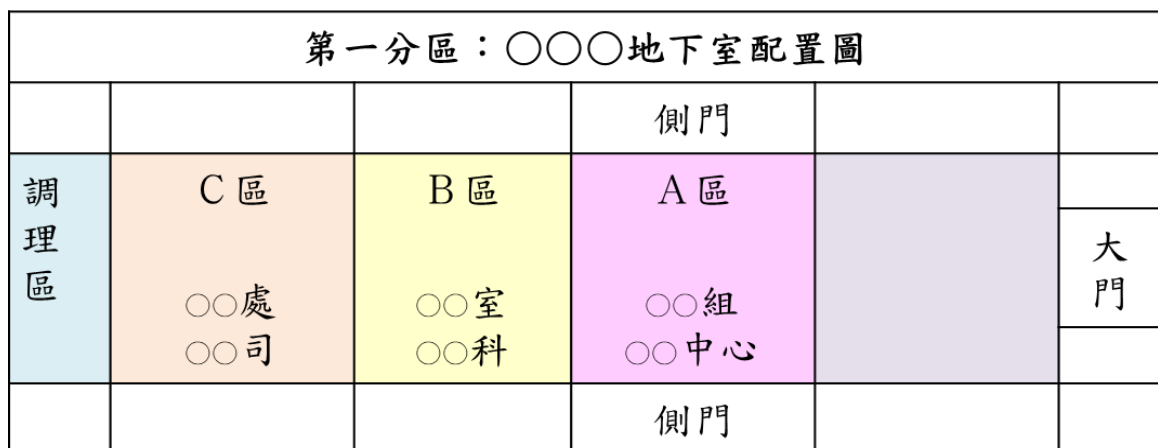 第一分區：○○○地下室配置圖
側門
調理區
C區
○○處
○○司
B區
○○室
○○科
A區
○○組
○○中心
大門
側門